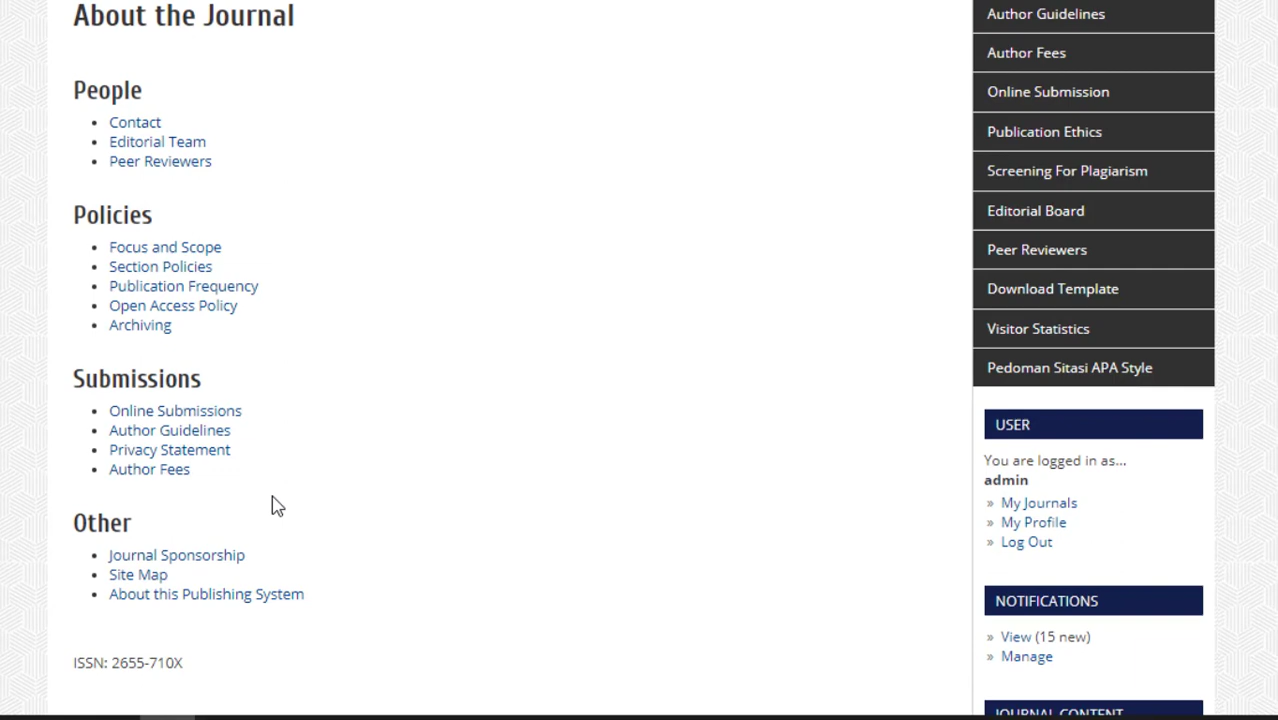 About the Journal
People
Contact
Editorial Team
Peer Reviewers
Policies
Focus and Scope
Section Policies
Publication Frequency
Open Access Policy
Archiving
Submissions
Online Submissions
Author Guidelines
Privacy Statement
Author Fees
Other
Journal Sponsorship
Site Map
About this Publishing System
ISSN: 2655-710X
Author Guidelines
Author Fees
Online Submission
Publication Ethics
Screening For Plagiarism
Editorial Board
Peer Reviewers
Download Template
Visitor Statistics
Pedoman Sitasi APA Style
USER
You are logged in as...
admin
» My Journals
» My Profile
» Log Out
NOTIFICATIONS
» View (15 new)
» Manage
JOURNAL CONTENT